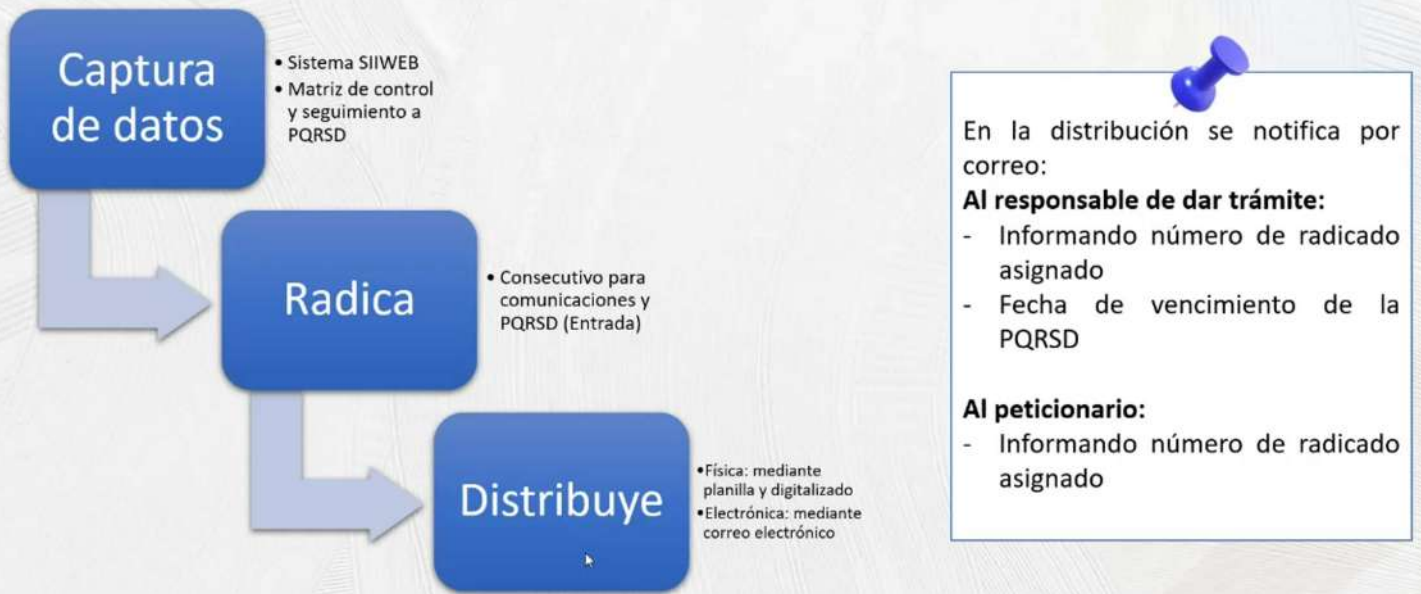 Captura
de datos
• Sistema SIIWEB
• Matriz de control
y seguimiento a
PQRSD
Radica
• Consecutivo para
comunicaciones y
PQRSD (Entrada)
Distribuye
•Física: mediante
planilla y digitalizado
•Electrónica: mediante
correo electrónico
En la distribución se notifica por
correo:
Al responsable de dar trámite:
- Informando número de radicado
asignado
- Fecha de vencimiento de la
PQRSD
Al peticionario:
- Informando número de radicado
asignado